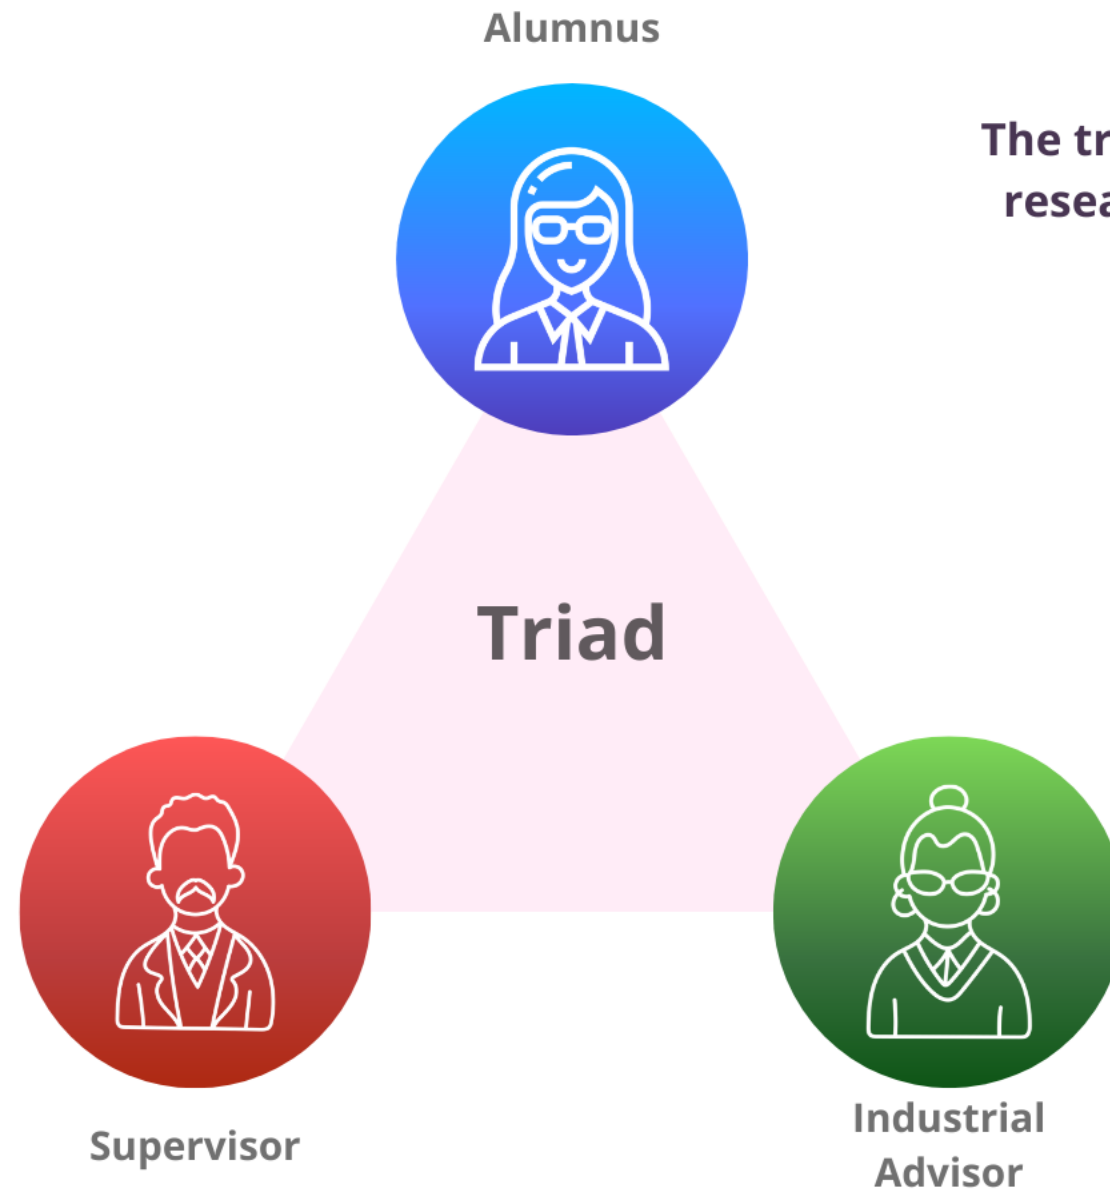 Alumnus
The tr
resea
Triad
Supervisor
Industrial
Advisor